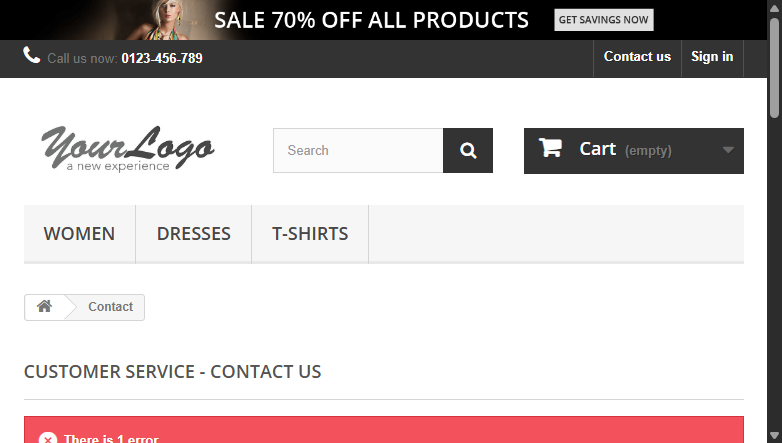 SALE 70% OFF ALL PRODUCTS GET SAVINGS NOW
Call us now: 0123-456-789 Contact us Sign in
YourLogo
a new experience
Search
Cart (empty)
WOMEN DRESSES T-SHIRTS
Contact
CUSTOMER SERVICE - CONTACT US
There is 1 error